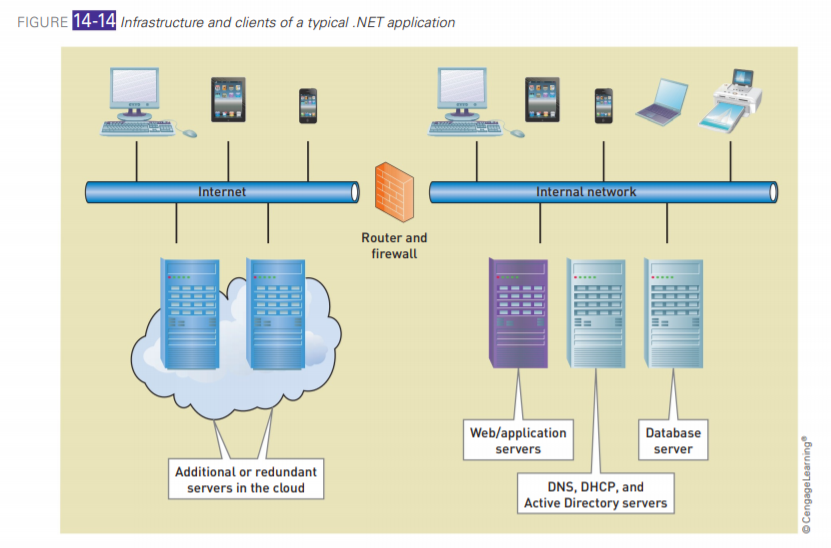 FIGURE 14-14 Infrastructure and clients of a typical .NET application
Internet
Internal network
Router and
firewall
Web/application
servers
Database
server
Additional or redundant
servers in the cloud
DNS, DHCP, and
Active Directory servers
© CengageLearning®